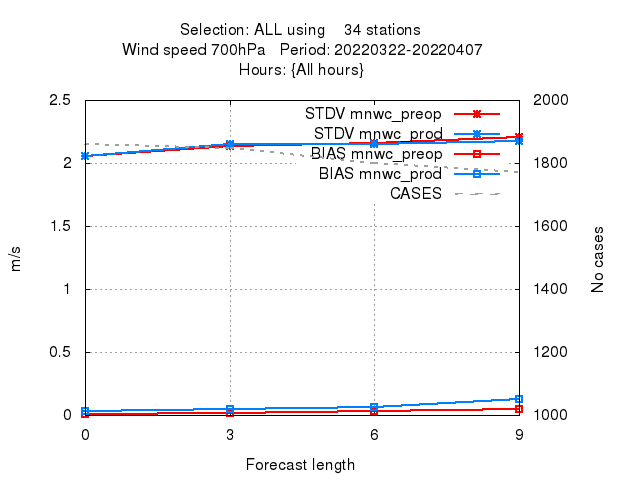 Selection: ALL using    34 stations
Wind speed 700hPa   Period: 20220322-20220407
Hours: {All hours}
2.5
2
1.5
1
0.5
0
2000
1800
1600
1400
1200
1000
STDV mnwc_preop
STDV mnwc_prod
BIAS mnwc_preop
BIAS mnwc_prod
CASES
m/s
No cases
0 3 6 9
Forecast length